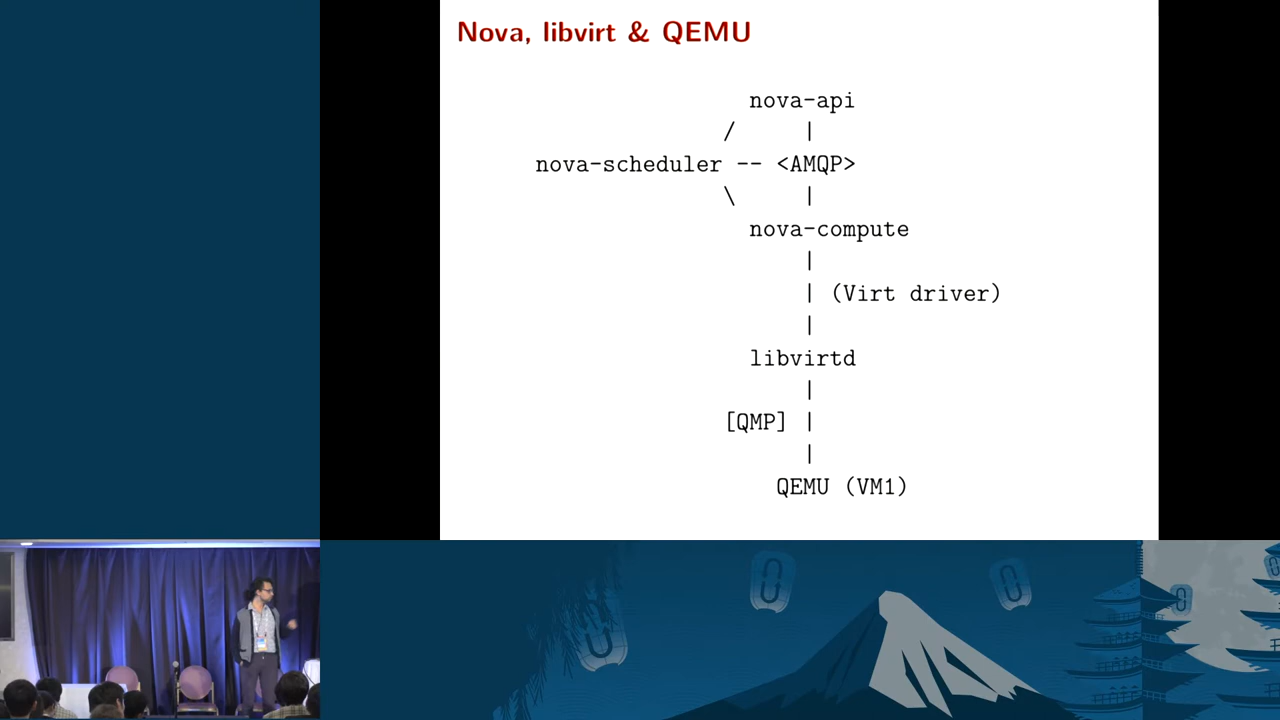 Nova, libvirt & QEMU
nova-api
/ |
nova-scheduler -- <AMQP>
\ |
nova-compute
|
| (Virt driver)
|
libvirtd
|
[QMP] |
|
QEMU (VM1)